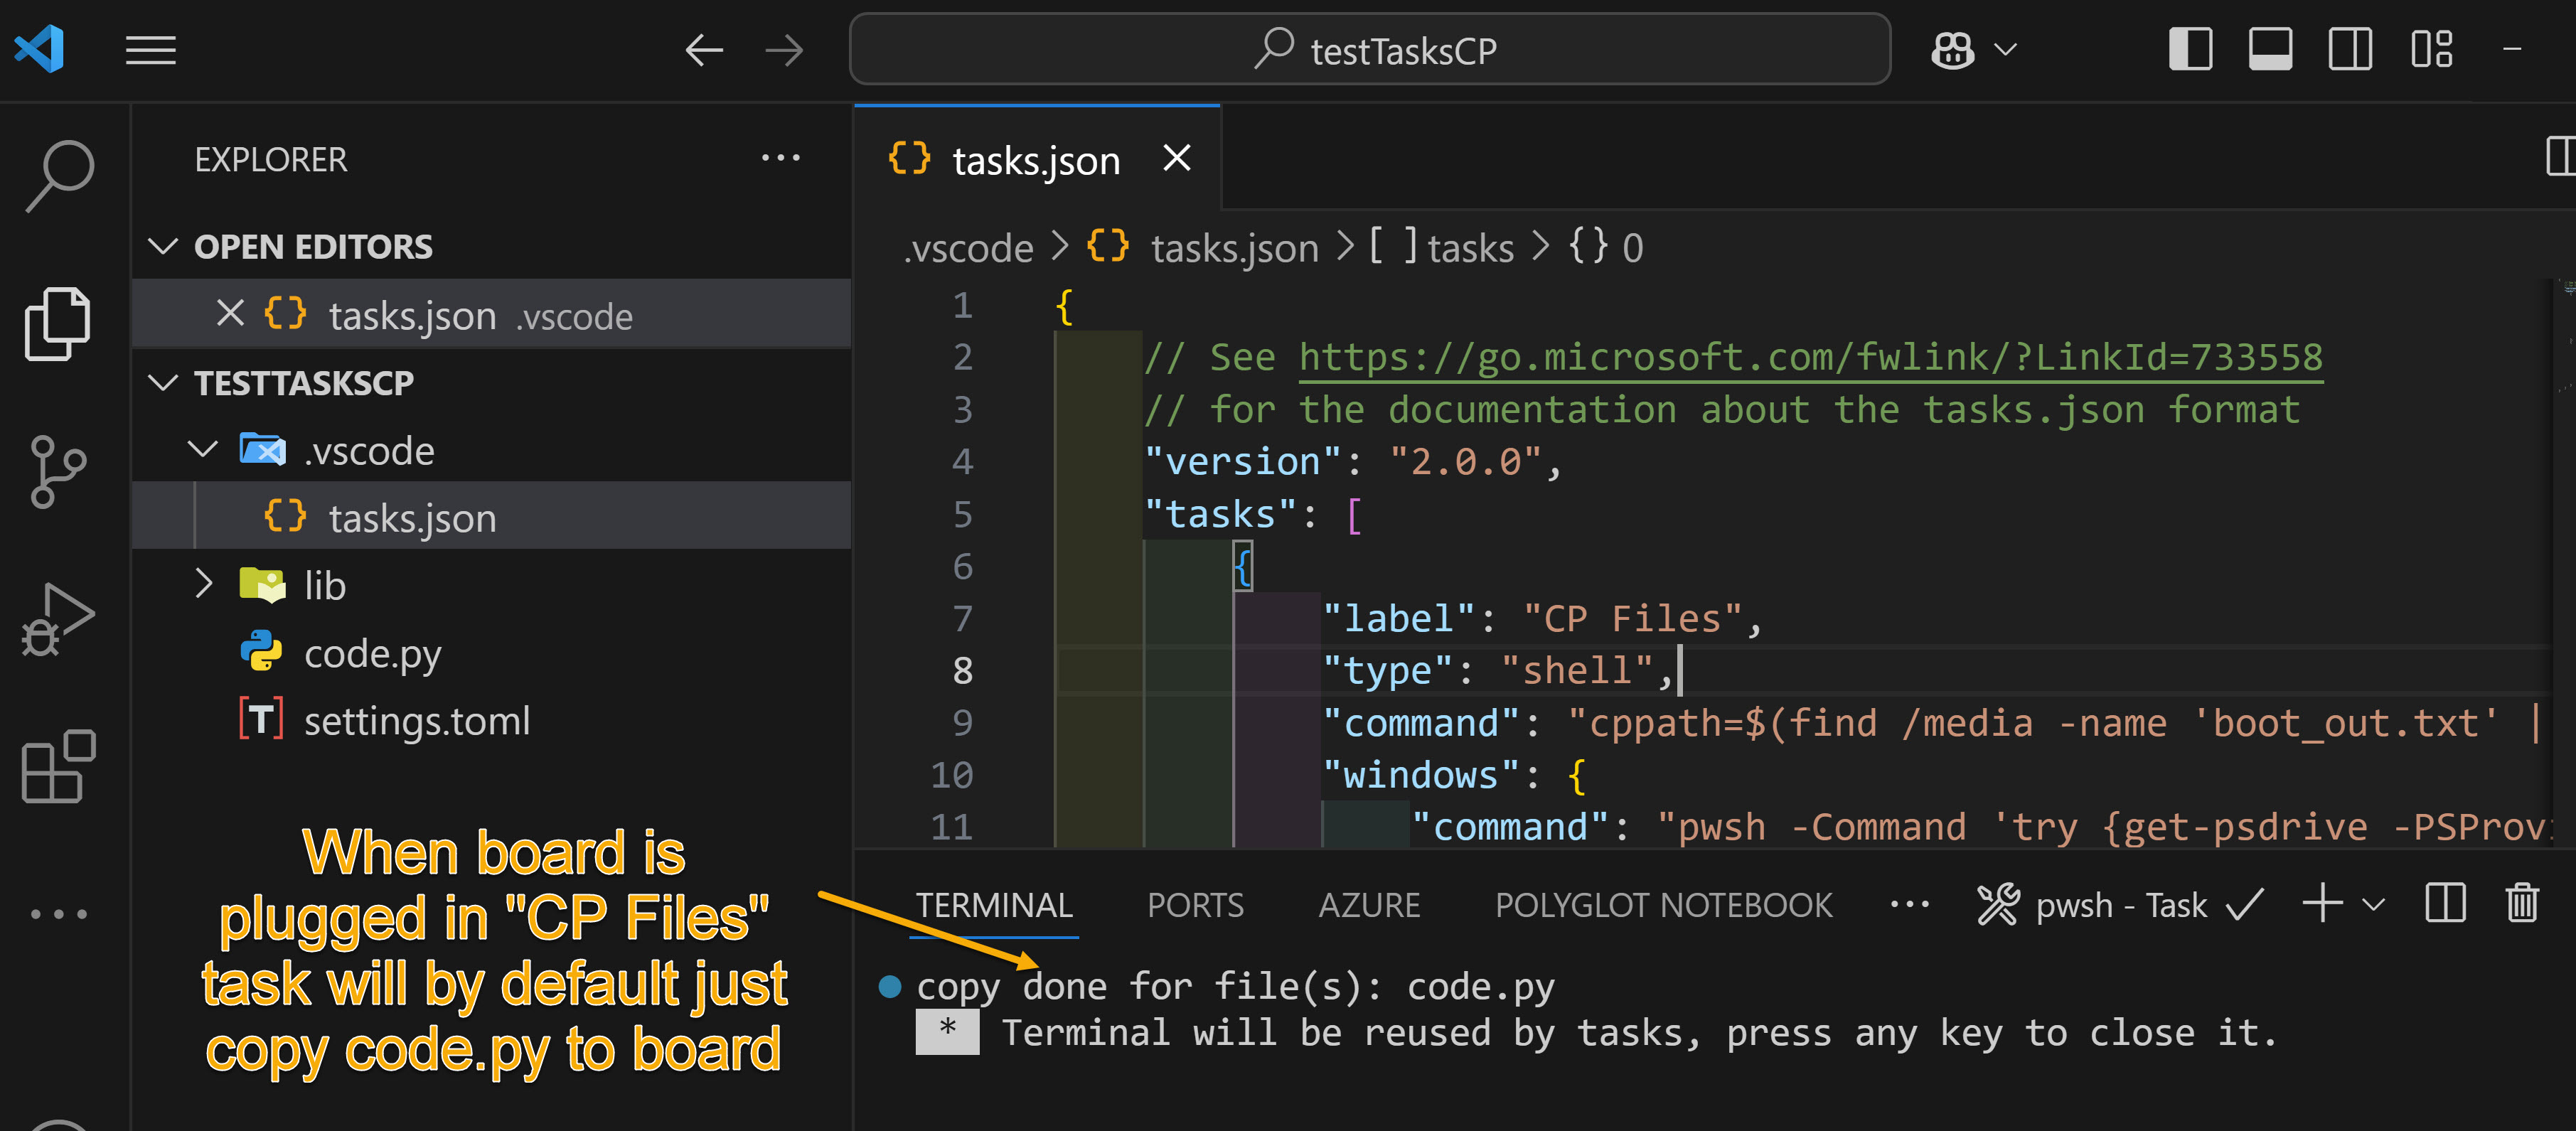 testTasksCP
EXPLORER
OPEN EDITORS
tasks.json .vscode
TESTTASKSCP
.vscode
tasks.json
lib
code.py
settings.toml
When board is
plugged in "CP Files"
task will by default just
copy code.py to board
tasks.json
.vscode > {} tasks.json > [ ] tasks > {} 0
1 {
2 // See https://go.microsoft.com/fwlink/?LinkId=733558
3 // for the documentation about the tasks.json format
4 "version": "2.0.0",
5 "tasks": [
6 {
7 "label": "CP Files",
8 "type": "shell",
9 "command": "cppath=$(find /media -name 'boot_out.txt' |
10 "windows": {
11 "command": "pwsh -Command 'try {get-psdrive -PSProvi
TERMINAL PORTS AZURE POLYGLOT NOTEBOOK ... pwsh - Task
copy done for file(s): code.py
* Terminal will be reused by tasks, press any key to close it.